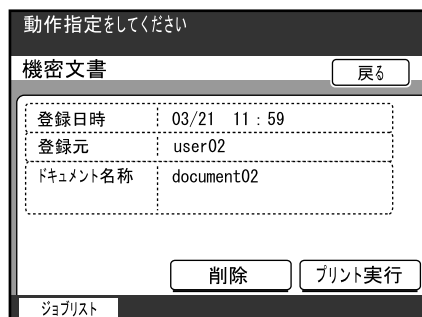 動作指定をしてください
機密文書
戻る
登録日時 03/21 11:59
登録元 user02
ドキュメント名称 document02
削除 プリント実行
ジョブリスト